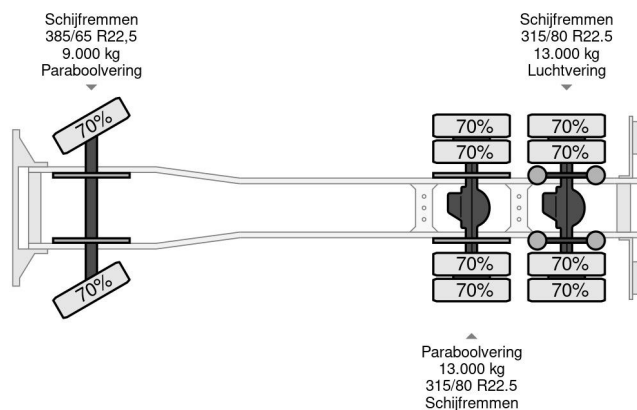 Schijfremmen
385/65 R22,5
9.000 kg
Paraboolvering
Schijfremmen
315/80 R22.5
13.000 kg
Luchtvering
70%
70%
70%
70%
70%
70%
70%
70%
70%
70%
Paraboolvering
13.000 kg
315/80 R22.5
Schijfremmen